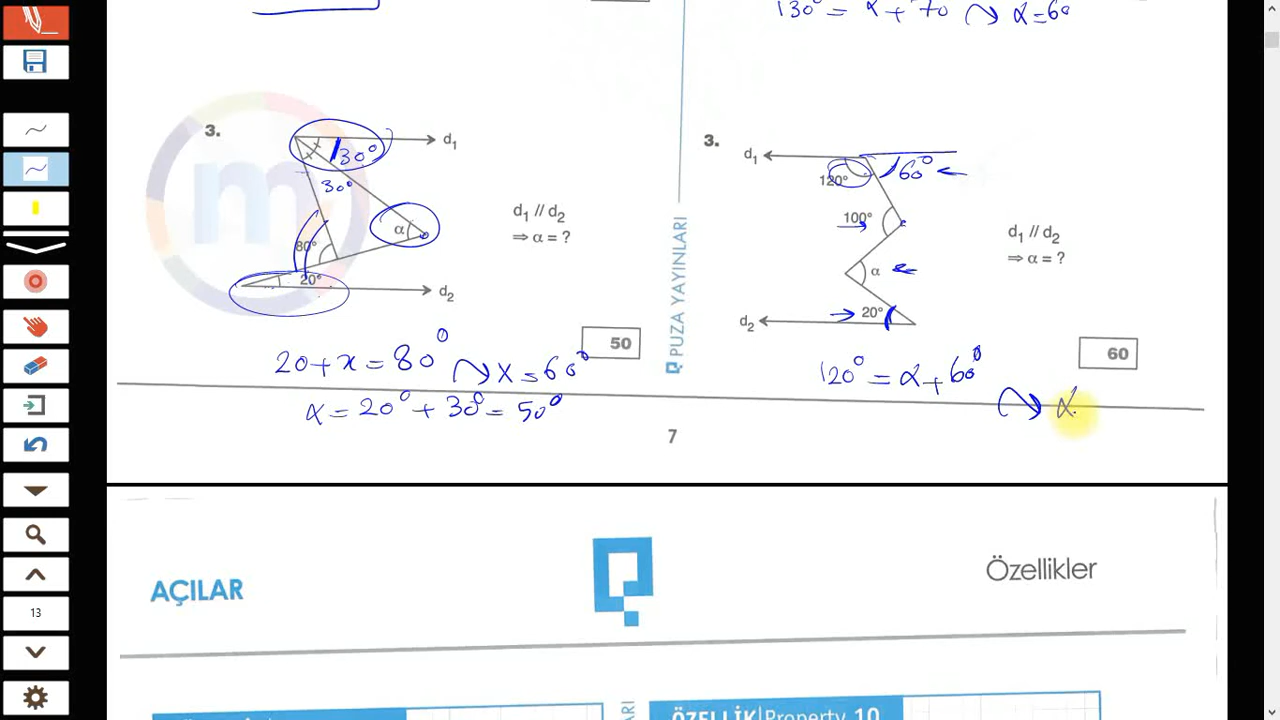 130° = α + 70 α = 60
3.
d1
30°
30°
α
80°
20°
d2
d1 // d2
⇒ α = ?
50
20 + x = 80° x = 60°
α = 20° + 30° = 50°
PUZA YAYINLARI
3.
d1
120°
60°
100°
α
20°
d2
d1 // d2
⇒ α = ?
60
120° = α + 60° α
7
AÇILAR
Özellikler
ÖZELLİK|Property 10
13